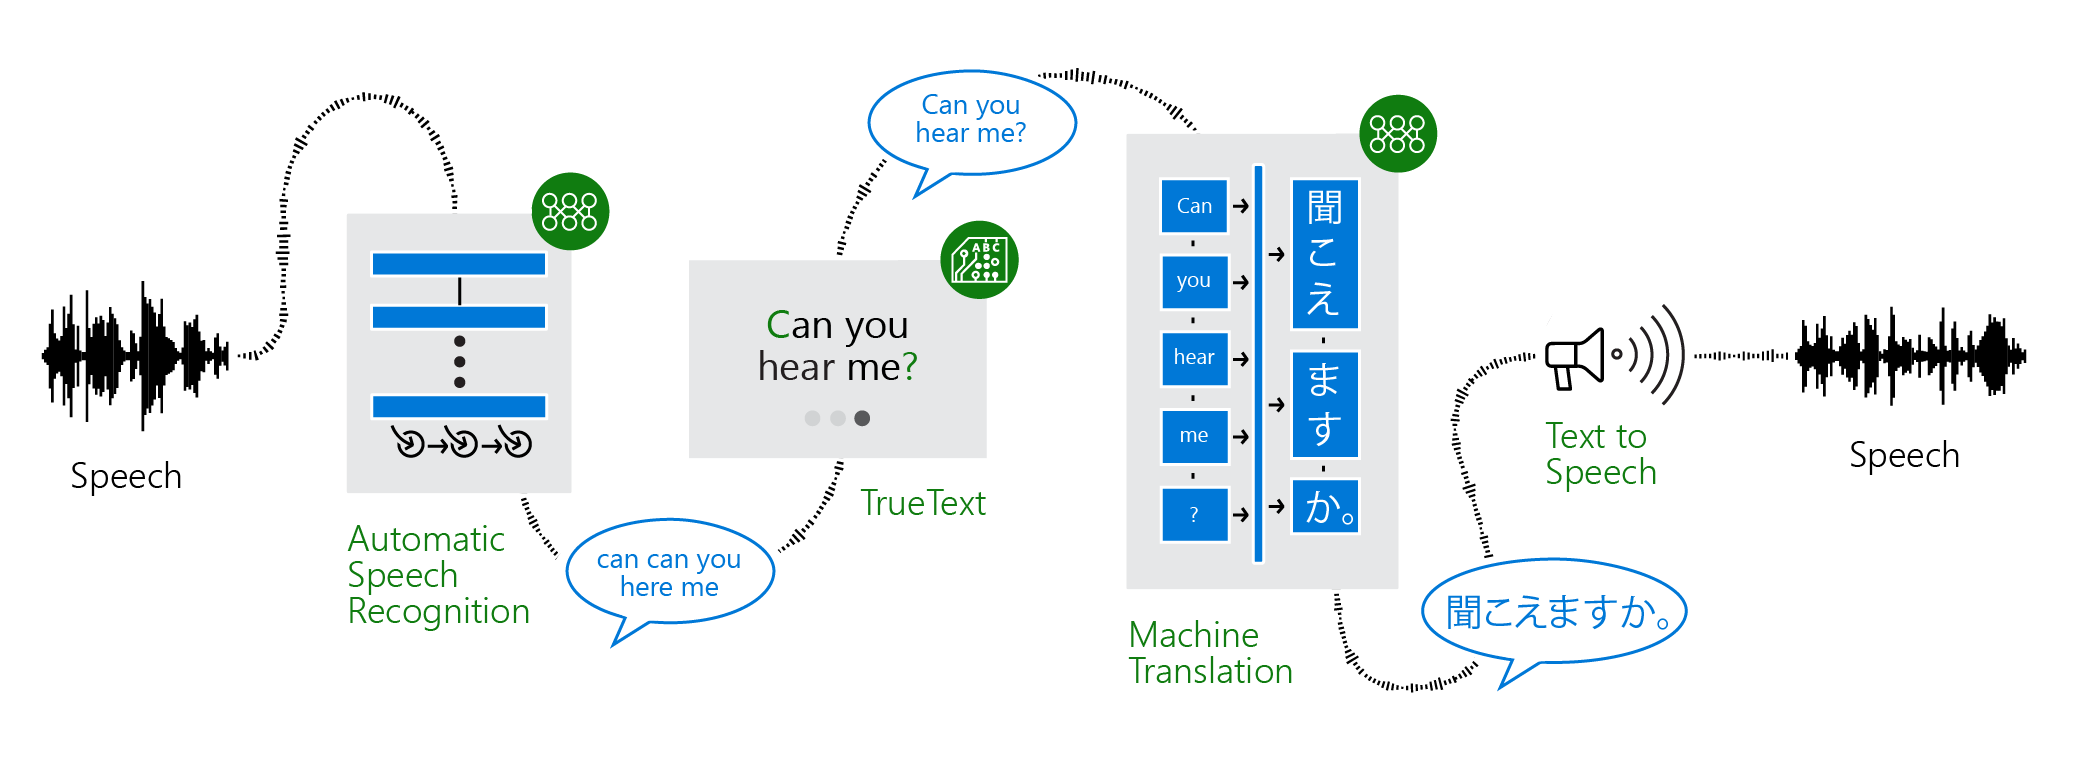 Speech
Automatic
Speech
Recognition
can can you
here me
Can you
hear me?
TrueText
ABC
Can you
hear me?
Can
you
hear
me
?
聞こえ
ます
か。
Machine
Translation
聞こえますか。
Text to
Speech
Speech